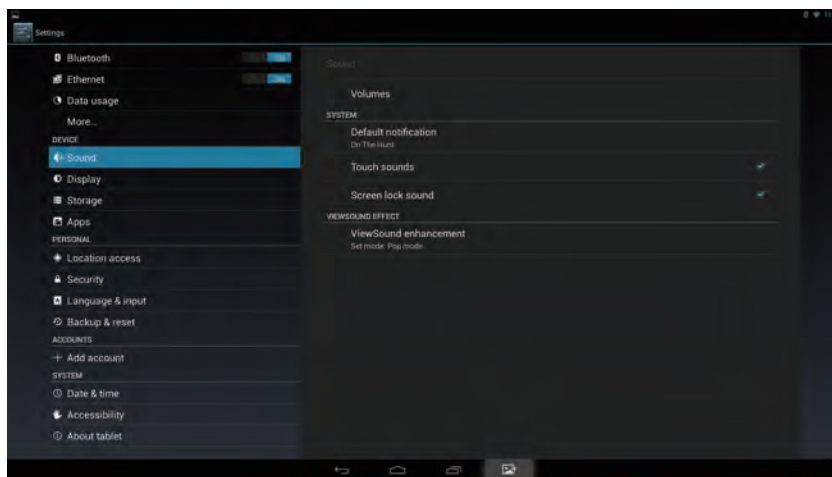 Settings
Bluetooth
Ethernet
Data usage
More...
DEVICE
Sound
Display
Storage
Apps
PERSONAL
Location access
Security
Language & input
Backup & reset
ACCOUNTS
Add account
SYSTEM
Date & time
Accessibility
About tablet
Sound
Volumes
SYSTEM
Default notification
On The Hunt
Touch sounds
Screen lock sound
VIEWSOUND EFFECT
ViewSound enhancement
Set mode: Pop mode